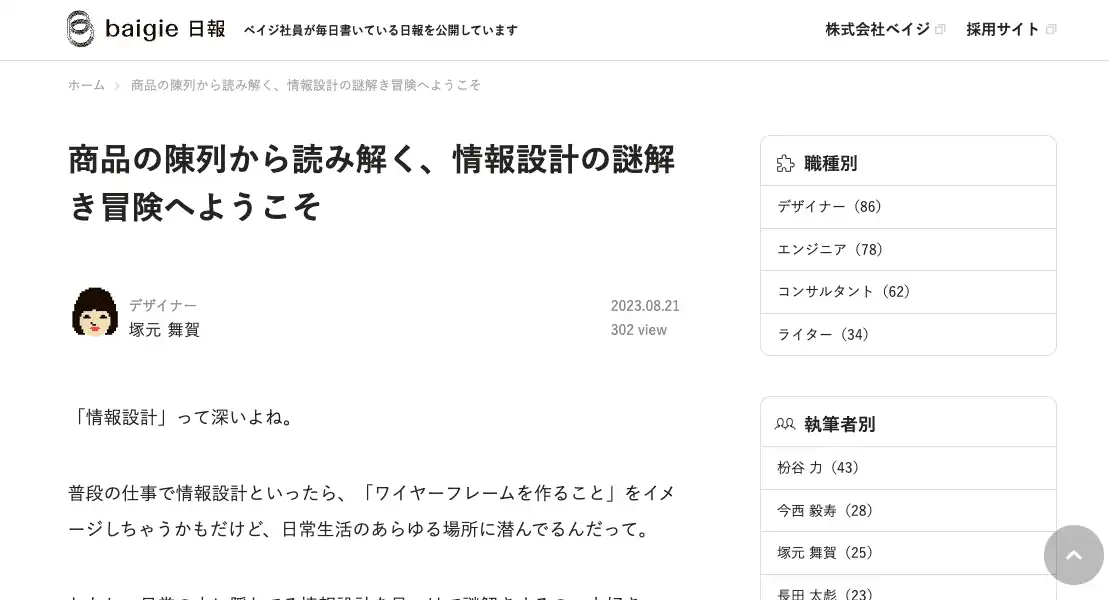 baigie 日報
ベイジ社員が毎日書いている日報を公開しています
株式会社ベイジ
採用サイト
ホーム
商品の陳列から読み解く、情報設計の謎解き冒険へようこそ
商品の陳列から読み解く、情報設計の謎解
き冒険へようこそ
デザイナー
塚元 舞賀
2023.08.21
302 view
「情報設計」って深いよね。
普段の仕事で情報設計といったら、「ワイヤーフレームを作ること」をイメ
ージしちゃうかもだけど、日常生活のあらゆる場所に潜んでるんだって。
職種別
デザイナー（86）
エンジニア（78）
コンサルタント（62）
ライター（34）
執筆者別
枌谷 力（43）
今西 毅寿（28）
塚元 舞賀（25）
長田 太彪（23）